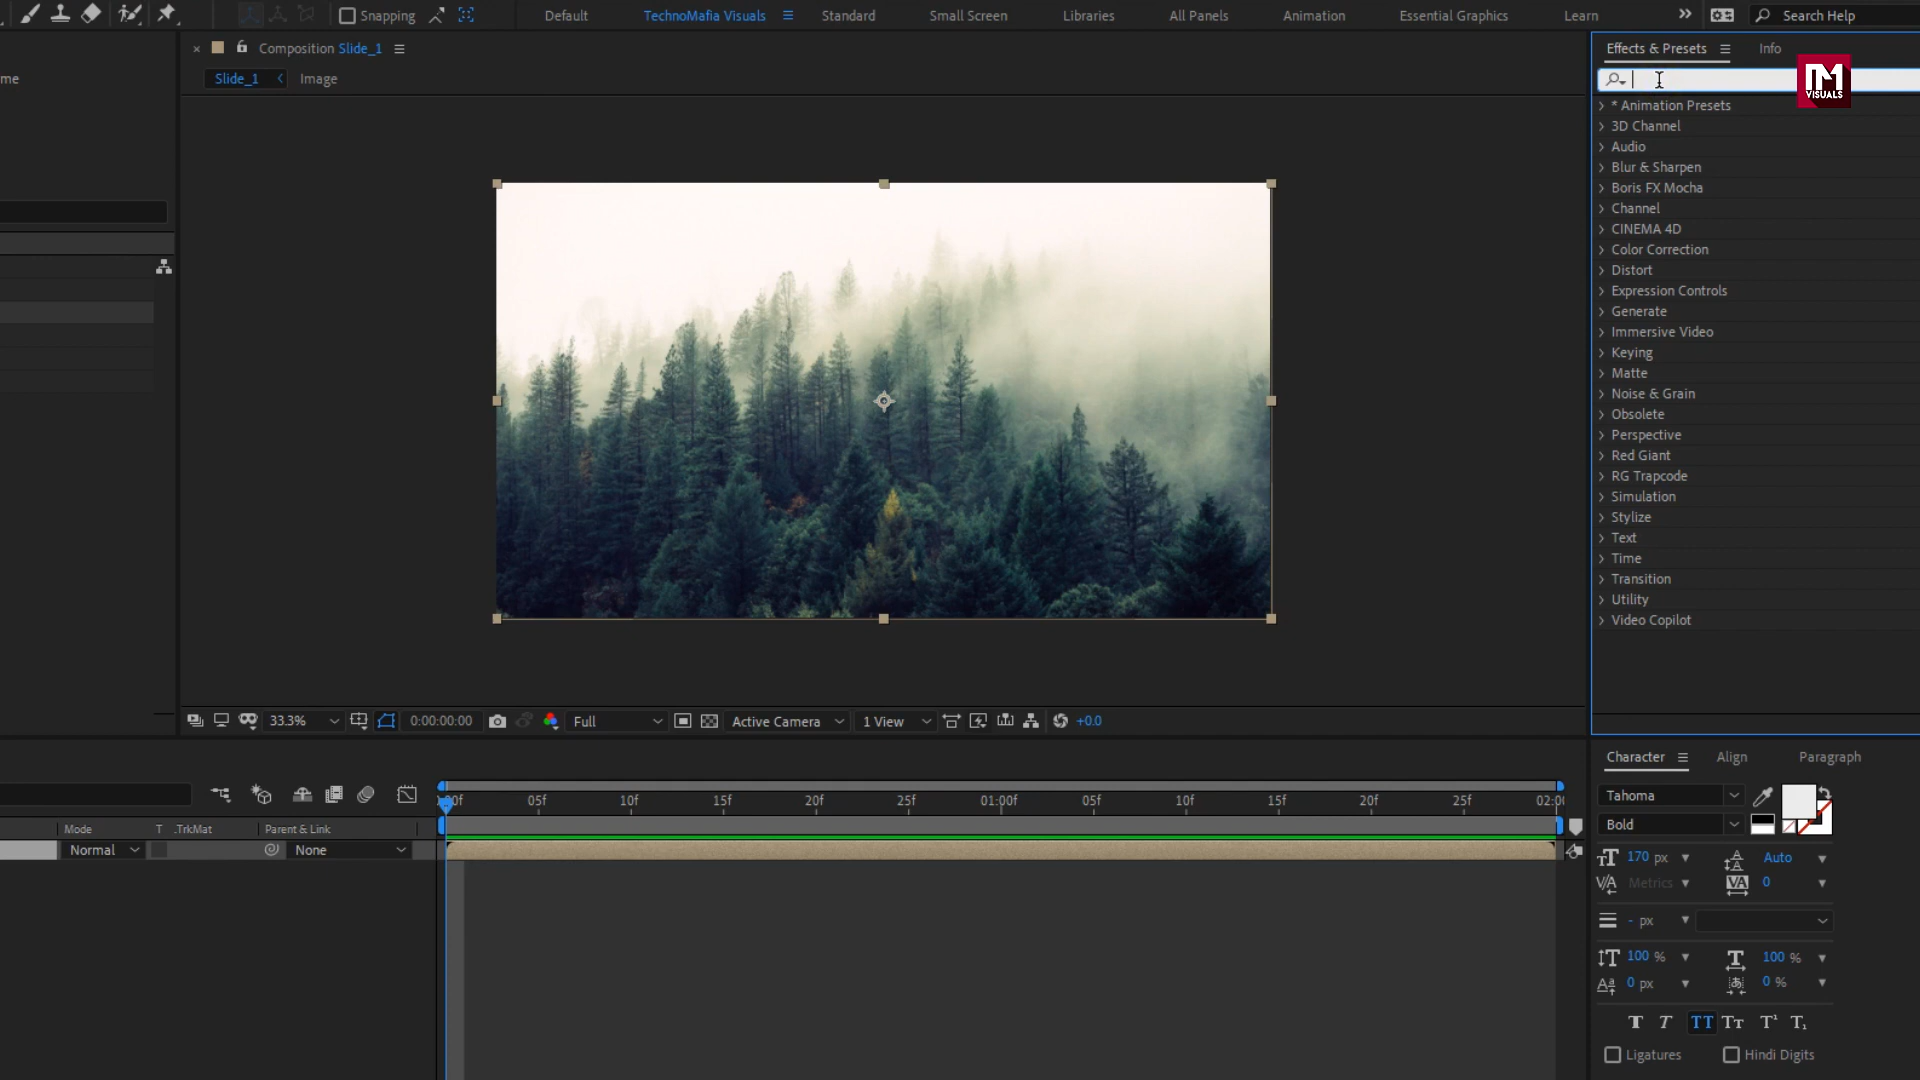 Snapping
Default
TechnoMafia Visuals
Standard
Small Screen
Libraries
All Panels
Animation
Essential Graphics
Learn
Search Help
Composition Slide_1
Effects & Presets
Info
me
Slide_1
Image
VISUALS
* Animation Presets
3D Channel
Audio
Blur & Sharpen
Boris FX Mocha
Channel
CINEMA 4D
Color Correction
Distort
Expression Controls
Generate
Immersive Video
Keying
Matte
Noise & Grain
Obsolete
Perspective
Red Giant
RG Trapcode
Simulation
Stylize
Text
Time
Transition
Utility
Video Copilot
33.3%
0:00:00:00
Full
Active Camera
1 View
+0.0
Character
Align
Paragraph
05f
10f
15f
20f
25f
01:00f
05f
10f
15f
20f
25f
Tahoma
Bold
Mode
T
.TrkMat
Parent & Link
Normal
None
170 px
Auto
Metrics
0
- px
100 %
100 %
0 px
0 %
Ligatures
Hindi Digits